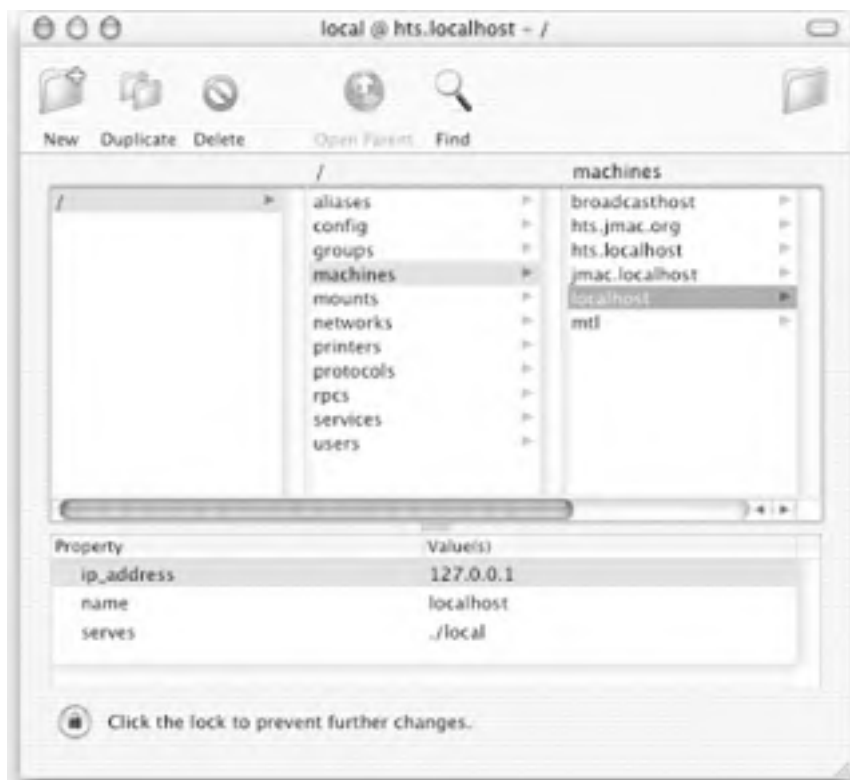 local @ hts.localhost - /
New Duplicate Delete Open Parent Find
/ machines
/
aliases
config
groups
machines
mounts
networks
printers
protocols
rpcs
services
users
broadcasthost
hts.jmac.org
hts.localhost
jmac.localhost
localhost
mtl
Property Value(s)
ip_address 127.0.0.1
name localhost
serves ./local
Click the lock to prevent further changes.